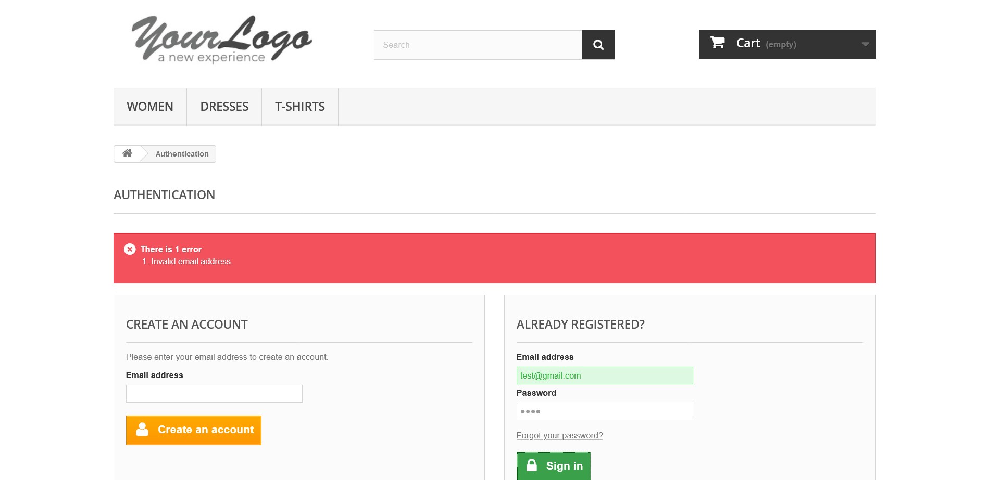 YourLogo
a new experience
Search
Cart (empty)
WOMEN
DRESSES
T-SHIRTS
Authentication
AUTHENTICATION
There is 1 error
1. Invalid email address.
CREATE AN ACCOUNT
Please enter your email address to create an account.
Email address
Create an account
ALREADY REGISTERED?
Email address
test@gmail.com
Password
Forgot your password?
Sign in